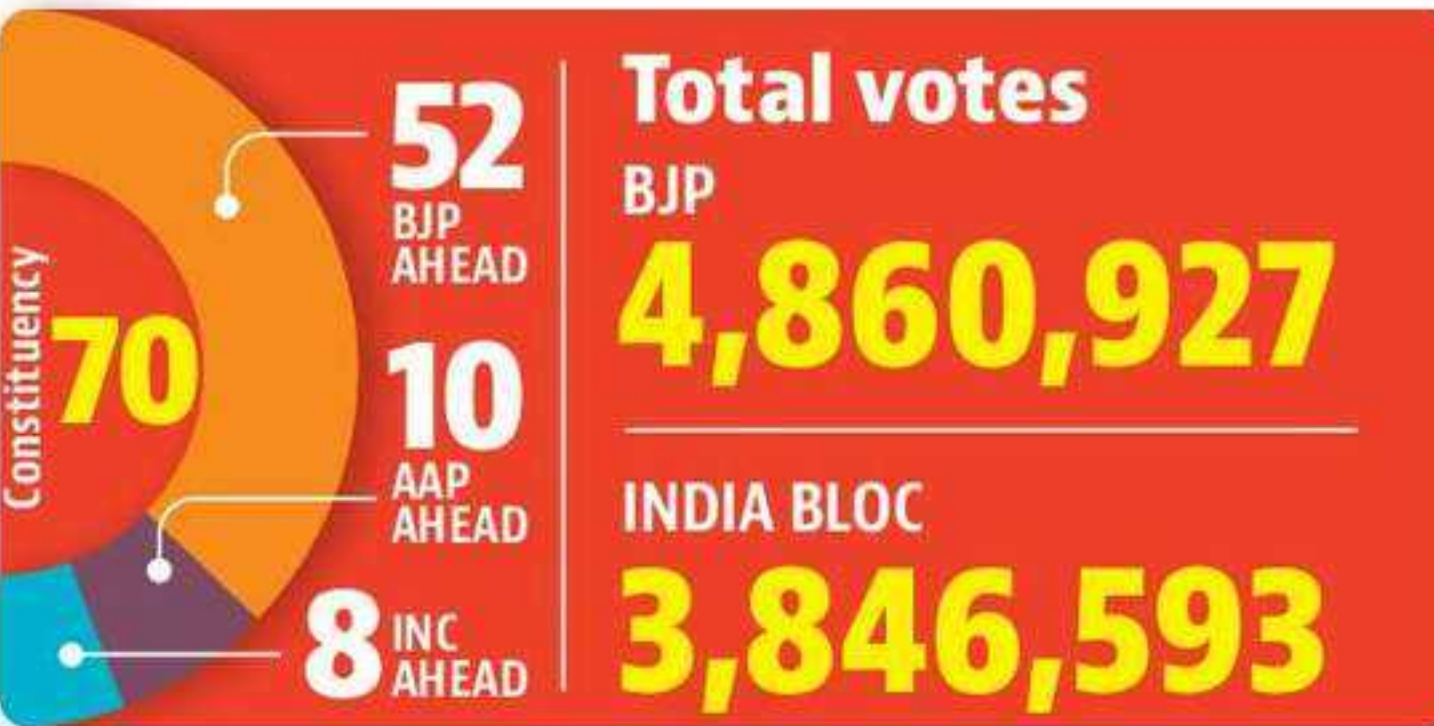 Constituency
70
52
BJP
AHEAD
10
AAP
AHEAD
8
INC
AHEAD
Total votes
BJP
4,860,927
INDIA BLOC
3,846,593